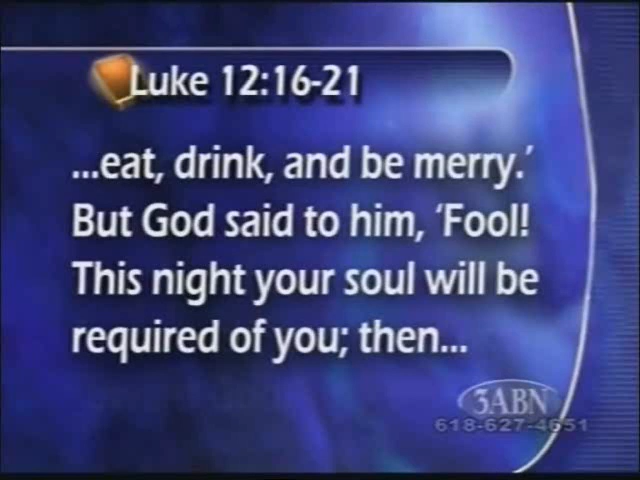 Luke 12:16-21
...eat, drink, and be merry.’
But God said to him, ‘Fool!
This night your soul will be
required of you; then...
3ABN
618-627-4651